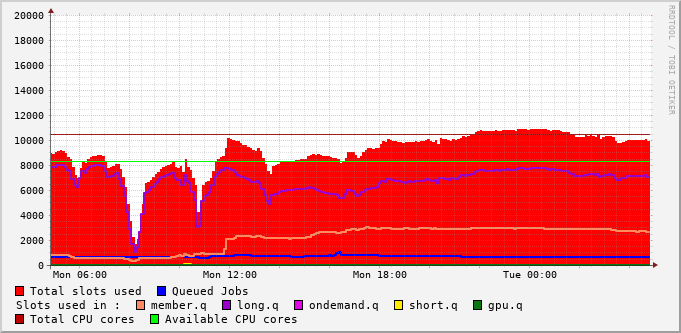 RRDTOOL / TOBI OETIKER
20000
18000
16000
14000
12000
10000
8000
6000
4000
2000
0
Mon 06:00 Mon 12:00 Mon 18:00 Tue 00:00
Total slots used Queued Jobs
Slots used in : member.q long.q ondemand.q short.q gpu.q
Total CPU cores Available CPU cores